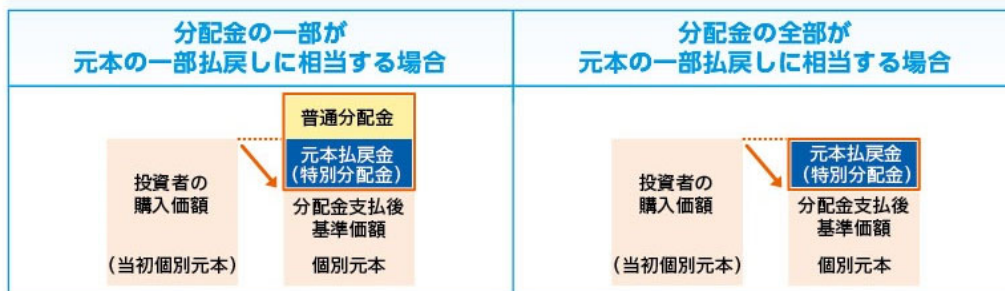 分配金の一部が
元本の一部払戻しに相当する場合
普通分配金
元本払戻金
(特別分配金)
投資者の
購入価額
(当初個別元本)
分配金支払後
基準価額
個別元本
分配金の全部が
元本の一部払戻しに相当する場合
元本払戻金
(特別分配金)
投資者の
購入価額
(当初個別元本)
分配金支払後
基準価額
個別元本